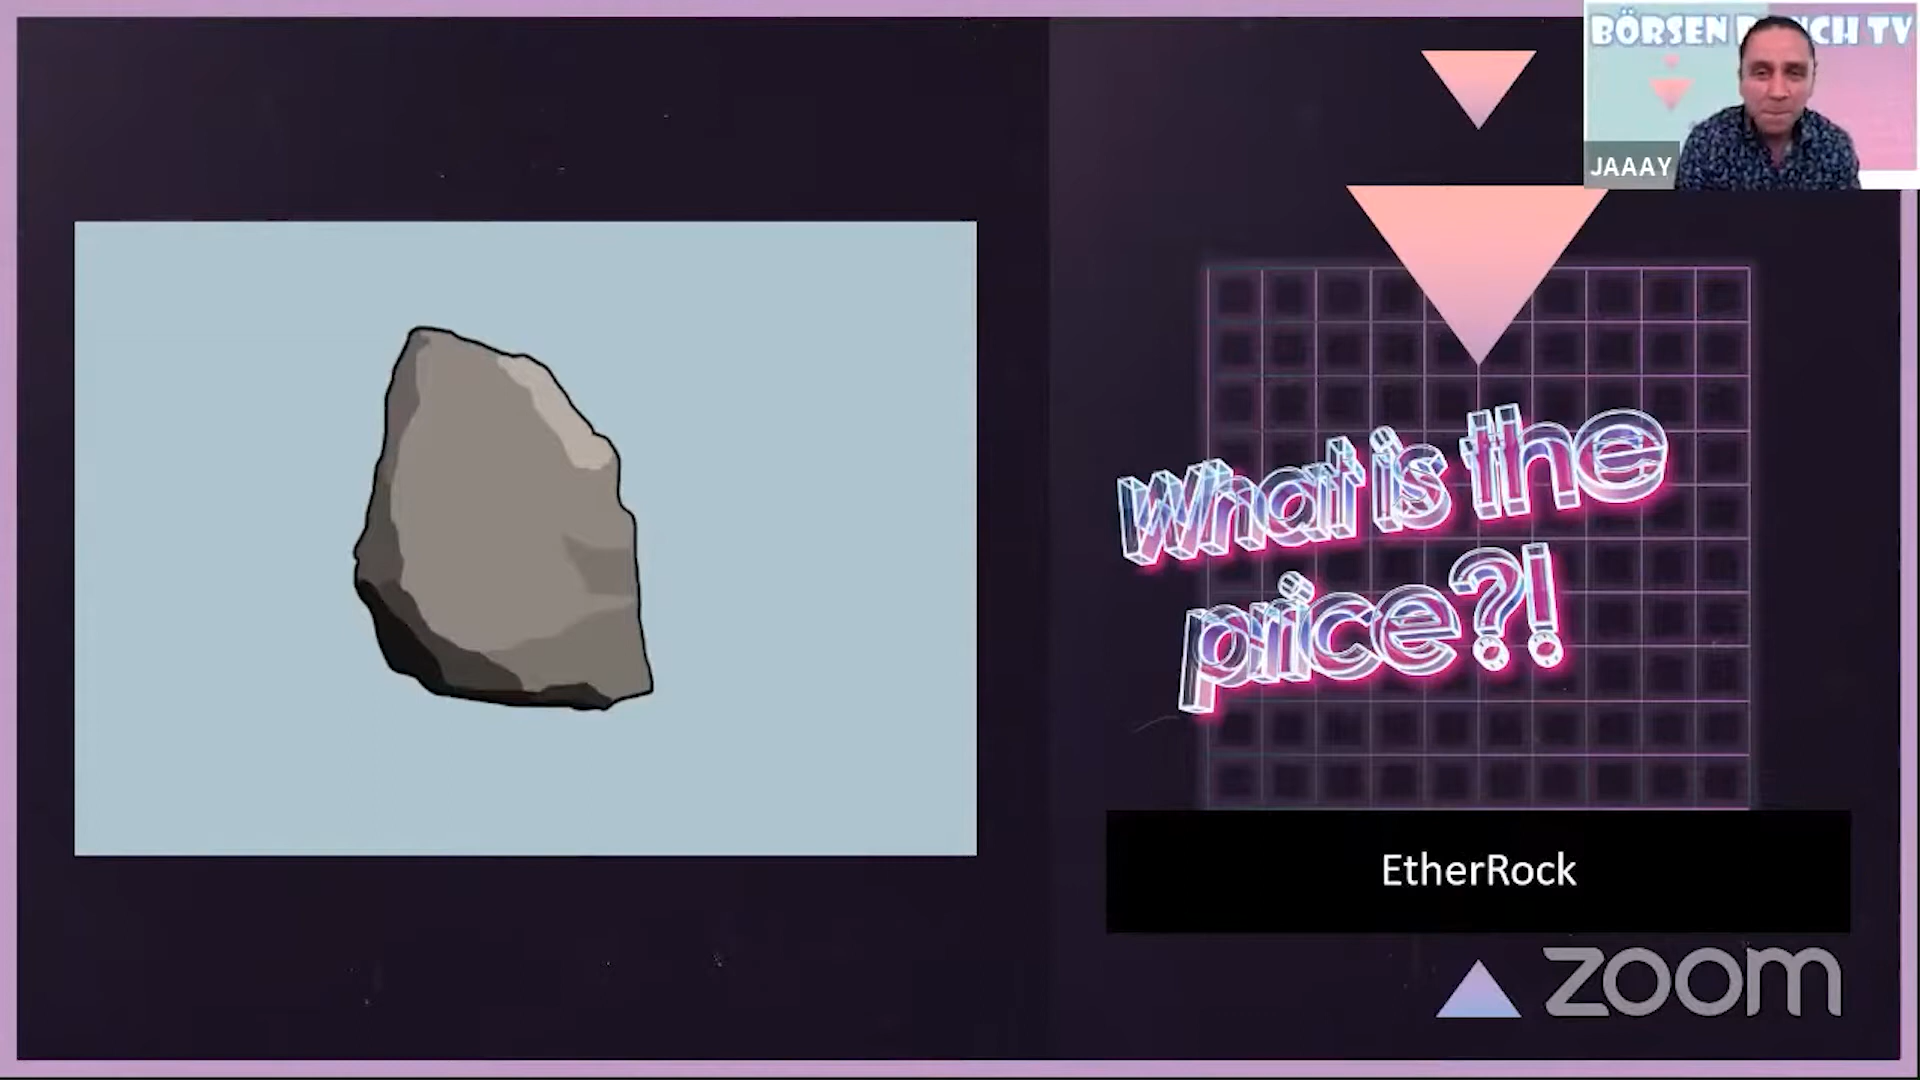 BÖRSEN
CH TV
JAAAY
What is the
price?!
EtherRock
zoom